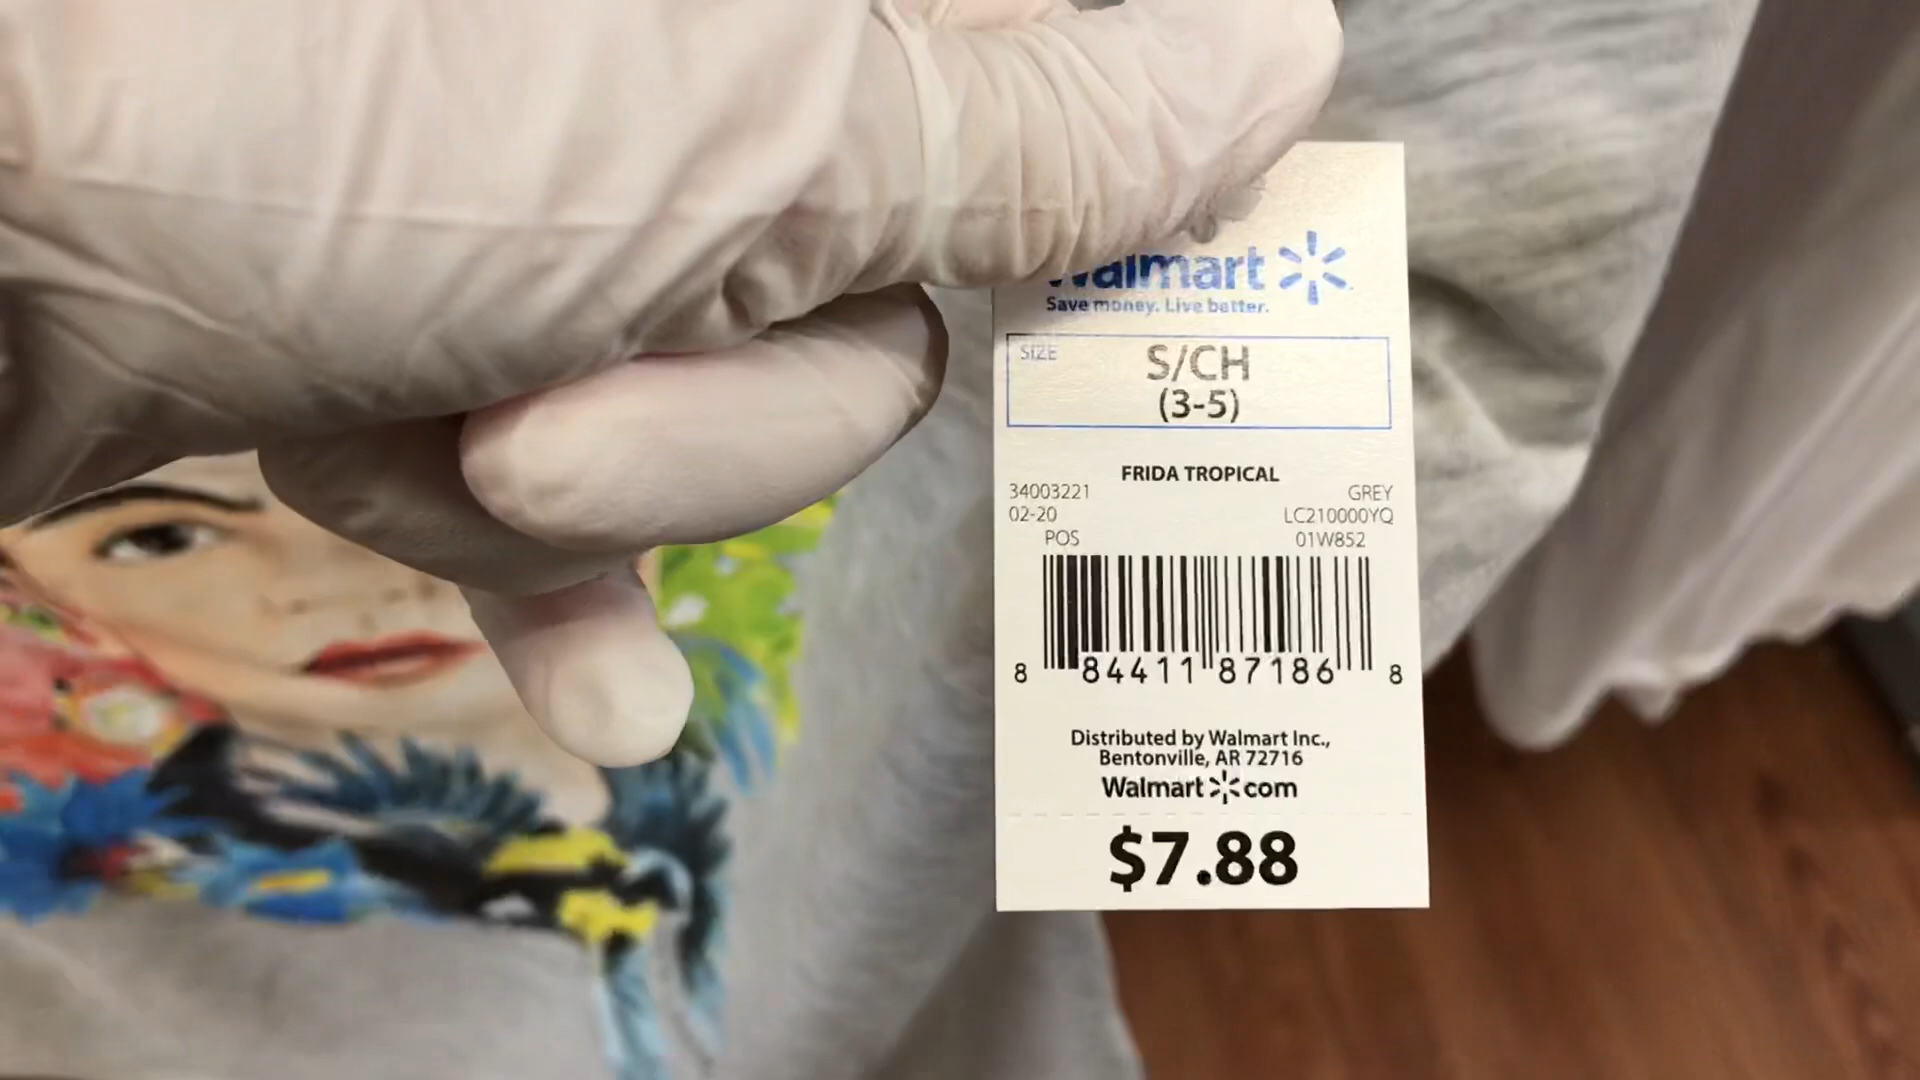 Walmart
Save money. Live better.
SIZE
S/CH
(3-5)
FRIDA TROPICAL
34003221 GREY
02-20 LC210000YQ
POS 01W852
8 84411 87186 8
Distributed by Walmart Inc.,
Bentonville, AR 72716
Walmart com
$7.88